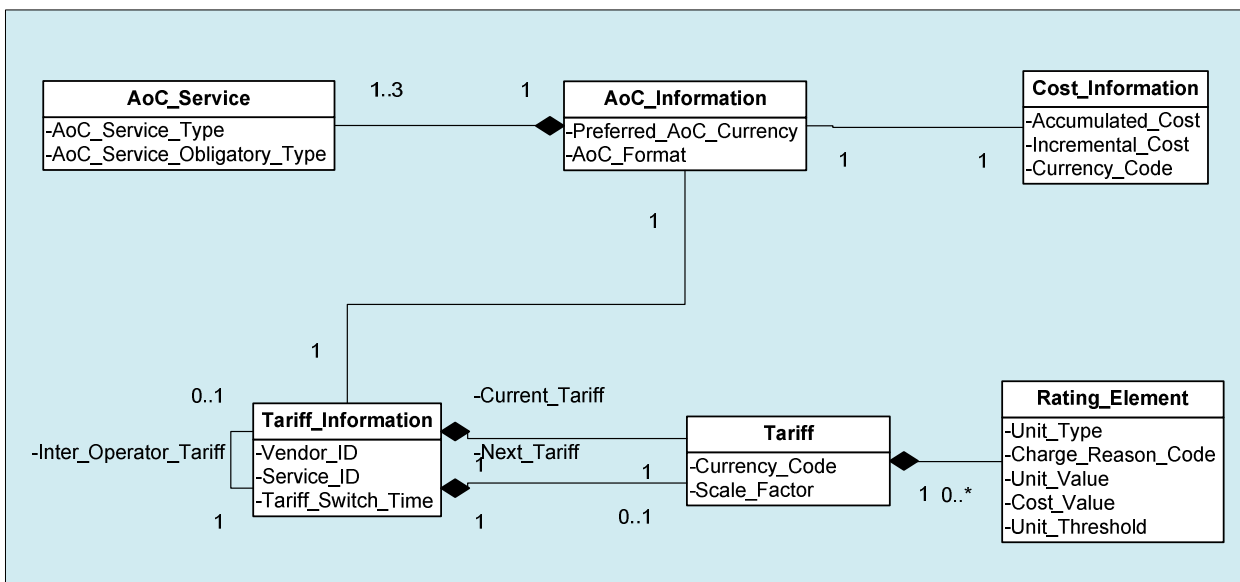 AoC_Service
-AoC_Service_Type
-AoC_Service_Obligatory_Type
1..3
1
AoC_Information
-Preferred_AoC_Currency
-AoC_Format
1
1
Cost_Information
-Accumulated_Cost
-Incremental_Cost
-Currency_Code
1
1
0..1
-Inter_Operator_Tariff
1
Tariff_Information
-Vendor_ID
-Service_ID
-Tariff_Switch_Time
-Current_Tariff
-Next_Tariff
1
1
1
0..1
Tariff
-Currency_Code
-Scale_Factor
1
0..*
Rating_Element
-Unit_Type
-Charge_Reason_Code
-Unit_Value
-Cost_Value
-Unit_Threshold